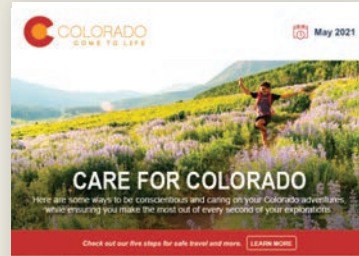 COLORADO
COME TO LIFE
May 2021
CARE FOR COLORADO
Here are some ways to be conscientious and caring on your Colorado adventures,
while ensuring you make the most out of every second of your explorations.
Check out our five steps for safe travel and more.
LEARN MORE